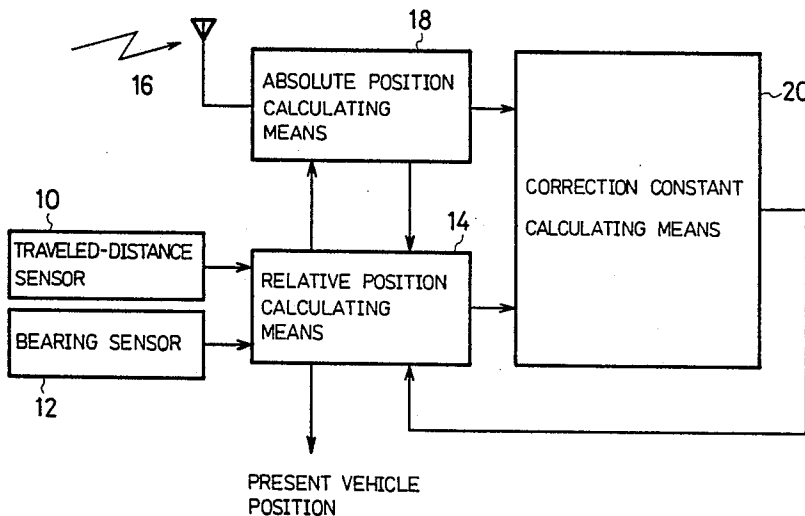 18
16
ABSOLUTE POSITION
CALCULATING
MEANS
20
CORRECTION CONSTANT
CALCULATING MEANS
10
TRAVELED-DISTANCE
SENSOR
14
RELATIVE POSITION
CALCULATING
MEANS
BEARING SENSOR
12
PRESENT VEHICLE
POSITION